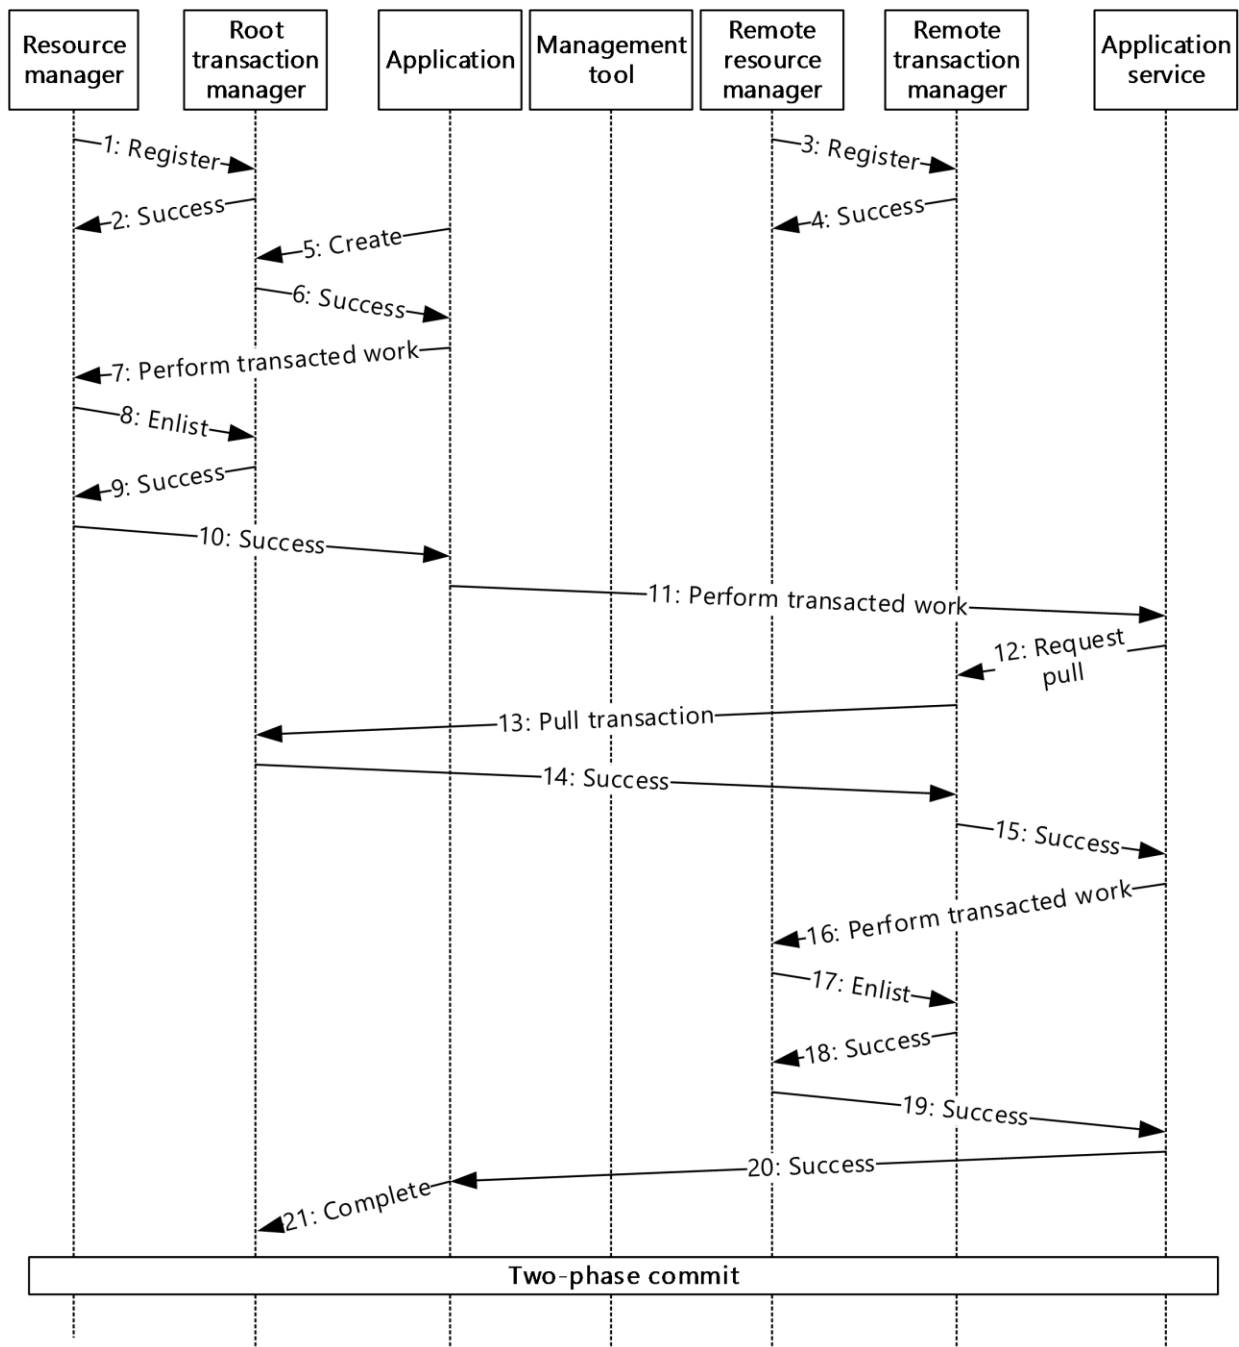 Resource
manager
Root
transaction
manager
Application
Management
tool
Remote
resource
manager
Remote
transaction
manager
Application
service
1: Register
3: Register
2: Success
4: Success
5: Create
6: Success
7: Perform transacted work
8: Enlist
9: Success
10: Success
11: Perform transacted work
12: Request
pull
13: Pull transaction
14: Success
15: Success
16: Perform transacted work
17: Enlist
18: Success
19: Success
20: Success
21: Complete
Two-phase commit